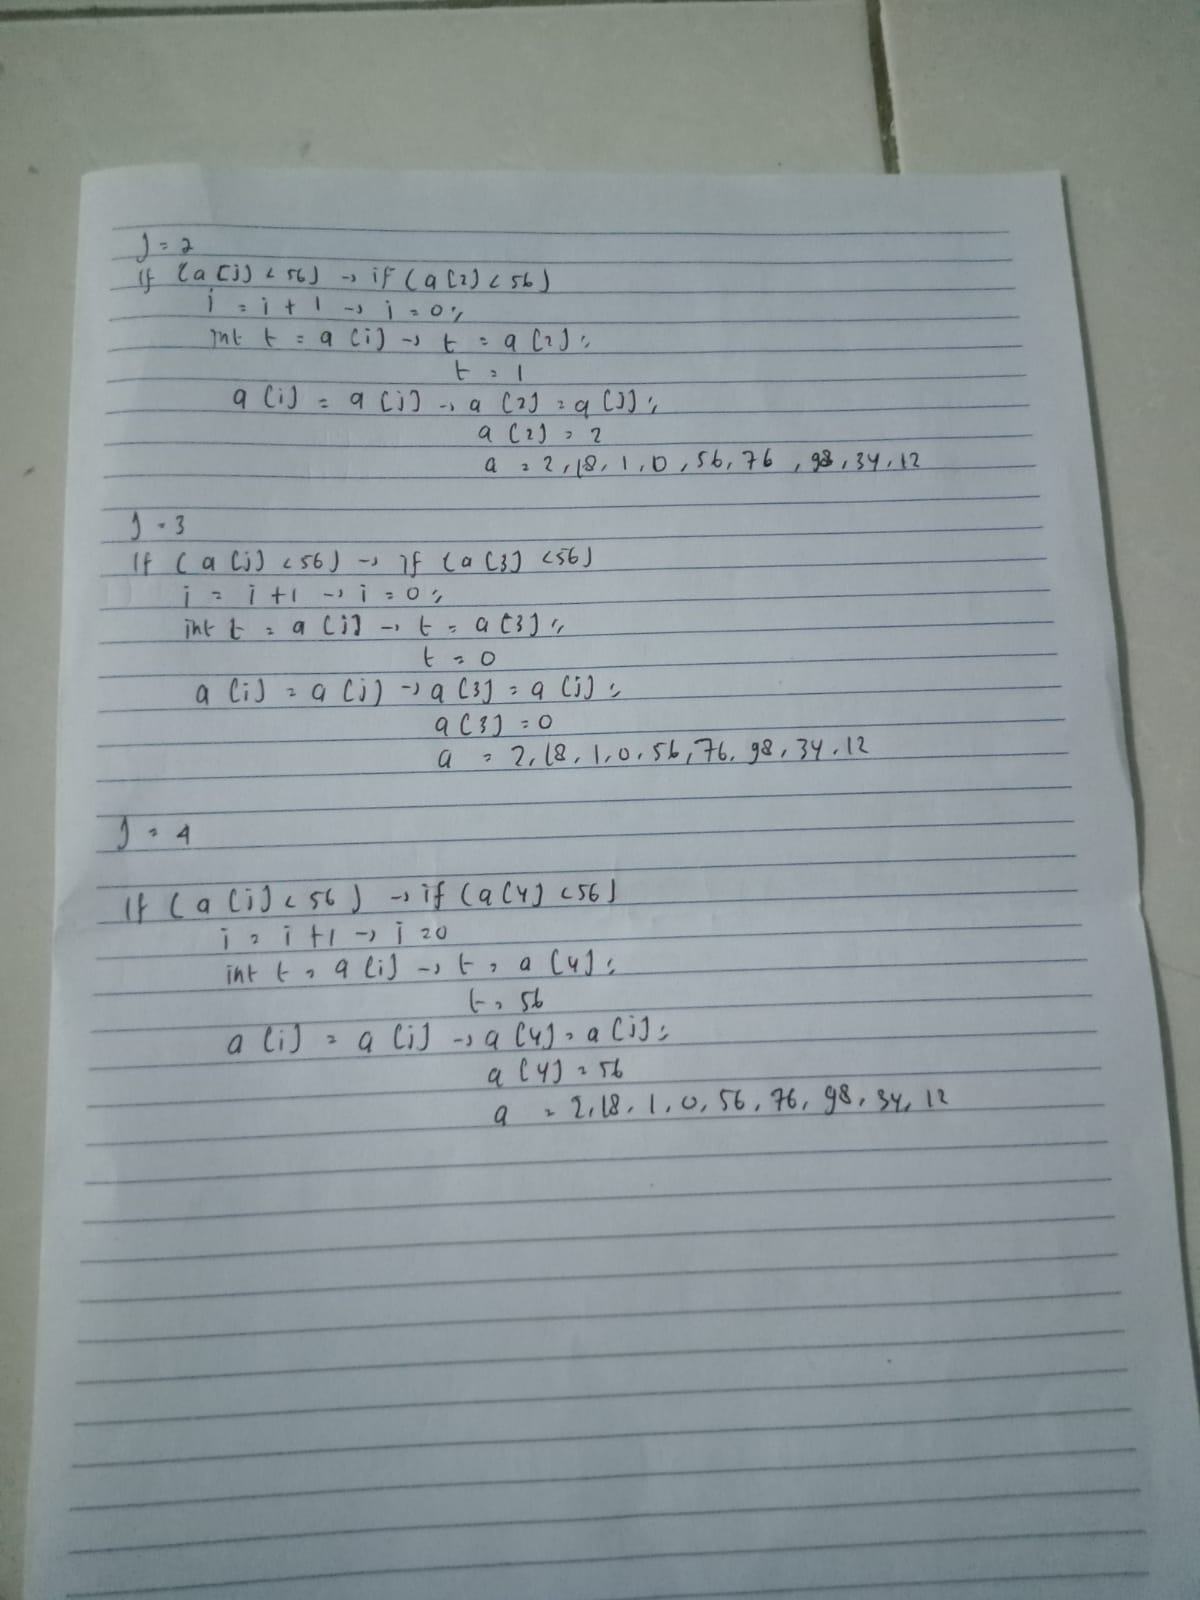 J = 2
If (a[j] < 56) → if (a[2] < 56)
i = i + 1 → i = 0;
int t = a[i] → t = a[2];
t = 1
a[i] = a[j] → a[2] = a[j];
a[2] = 2
a = 2, 18, 1, 0, 56, 76, 98, 34, 12
J = 3
If (a[j] < 56) → if (a[3] < 56)
i = i + 1 → i = 0;
int t = a[i] → t = a[3];
t = 0
a[i] = a[j] → a[3] = a[j];
a[3] = 0
a = 2, 18, 1, 0, 56, 76, 98, 34, 12
J = 4
If (a[j] < 56) → if (a[4] < 56)
i = i + 1 → i = 0
int t = a[i] → t = a[4];
t = 56
a[i] = a[j] → a[4] = a[j];
a[4] = 56
a = 2, 18, 1, 0, 56, 76, 98, 34, 12